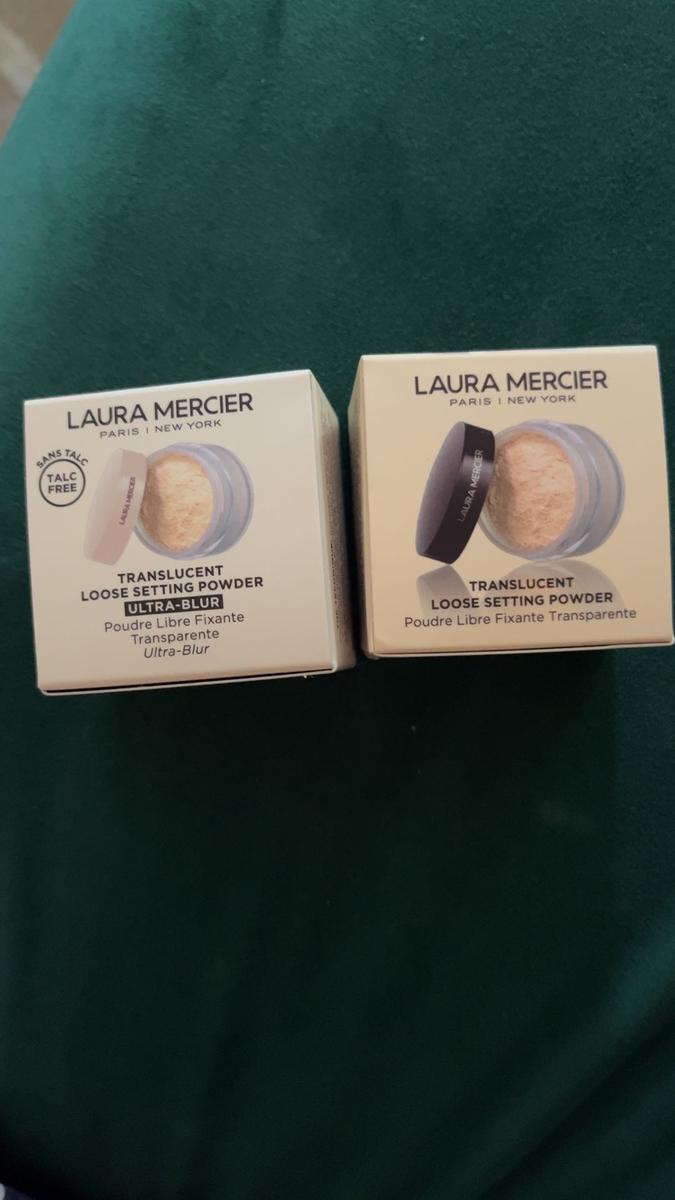 LAURA MERCIER
PARIS | NEW YORK
SANS TALC
TALC
FREE
LAURA MERCIER
TRANSLUCENT
LOOSE SETTING POWDER
ULTRA-BLUR
Poudre Libre Fixante
Transparente
Ultra-Blur
LAURA MERCIER
PARIS | NEW YORK
LAURA MERCIER
TRANSLUCENT
LOOSE SETTING POWDER
Poudre Libre Fixante Transparente